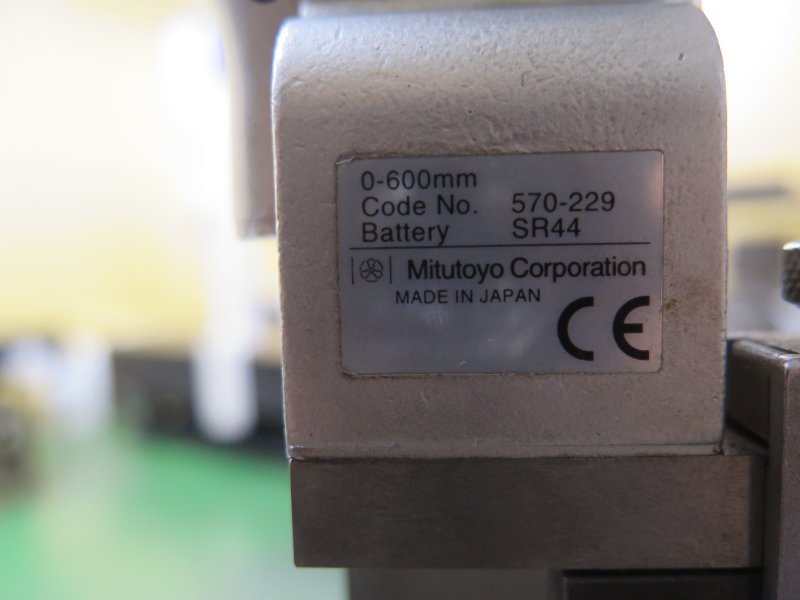 0-600mm
Code No. 570-229
Battery SR44
Mitutoyo Corporation
MADE IN JAPAN
CE